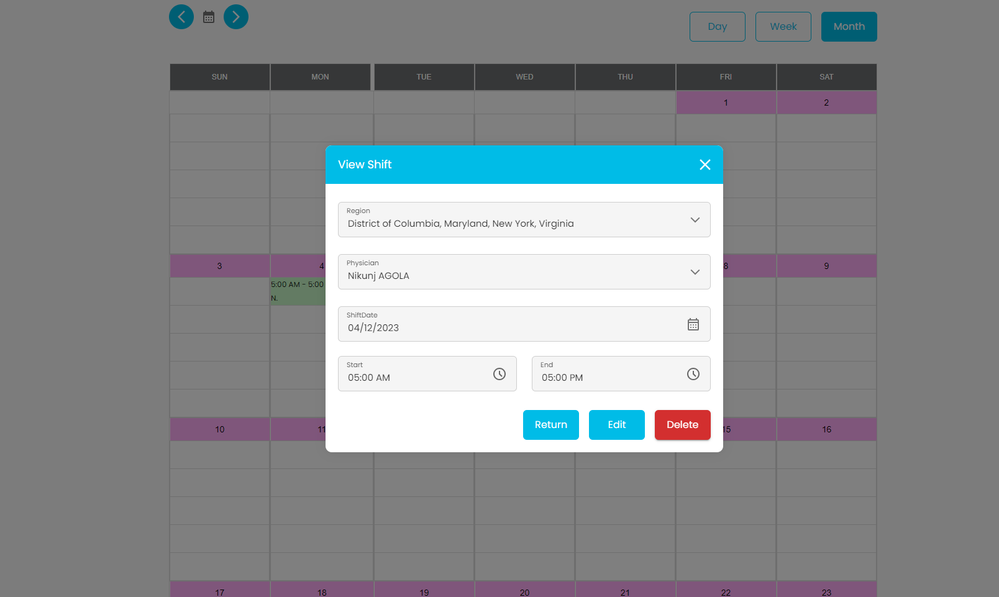 Day Week Month
SUN MON TUE WED THU FRI SAT
1 2
View Shift
Region
District of Columbia, Maryland, New York, Virginia
Physician
Nikunj AGOLA
3 4 8 9
5:00 AM - 5:00
N.
ShiftDate
04/12/2023
Start End
05:00 AM 05:00 PM
Return Edit Delete
10 11 15 16
17 18 19 20 21 22 23